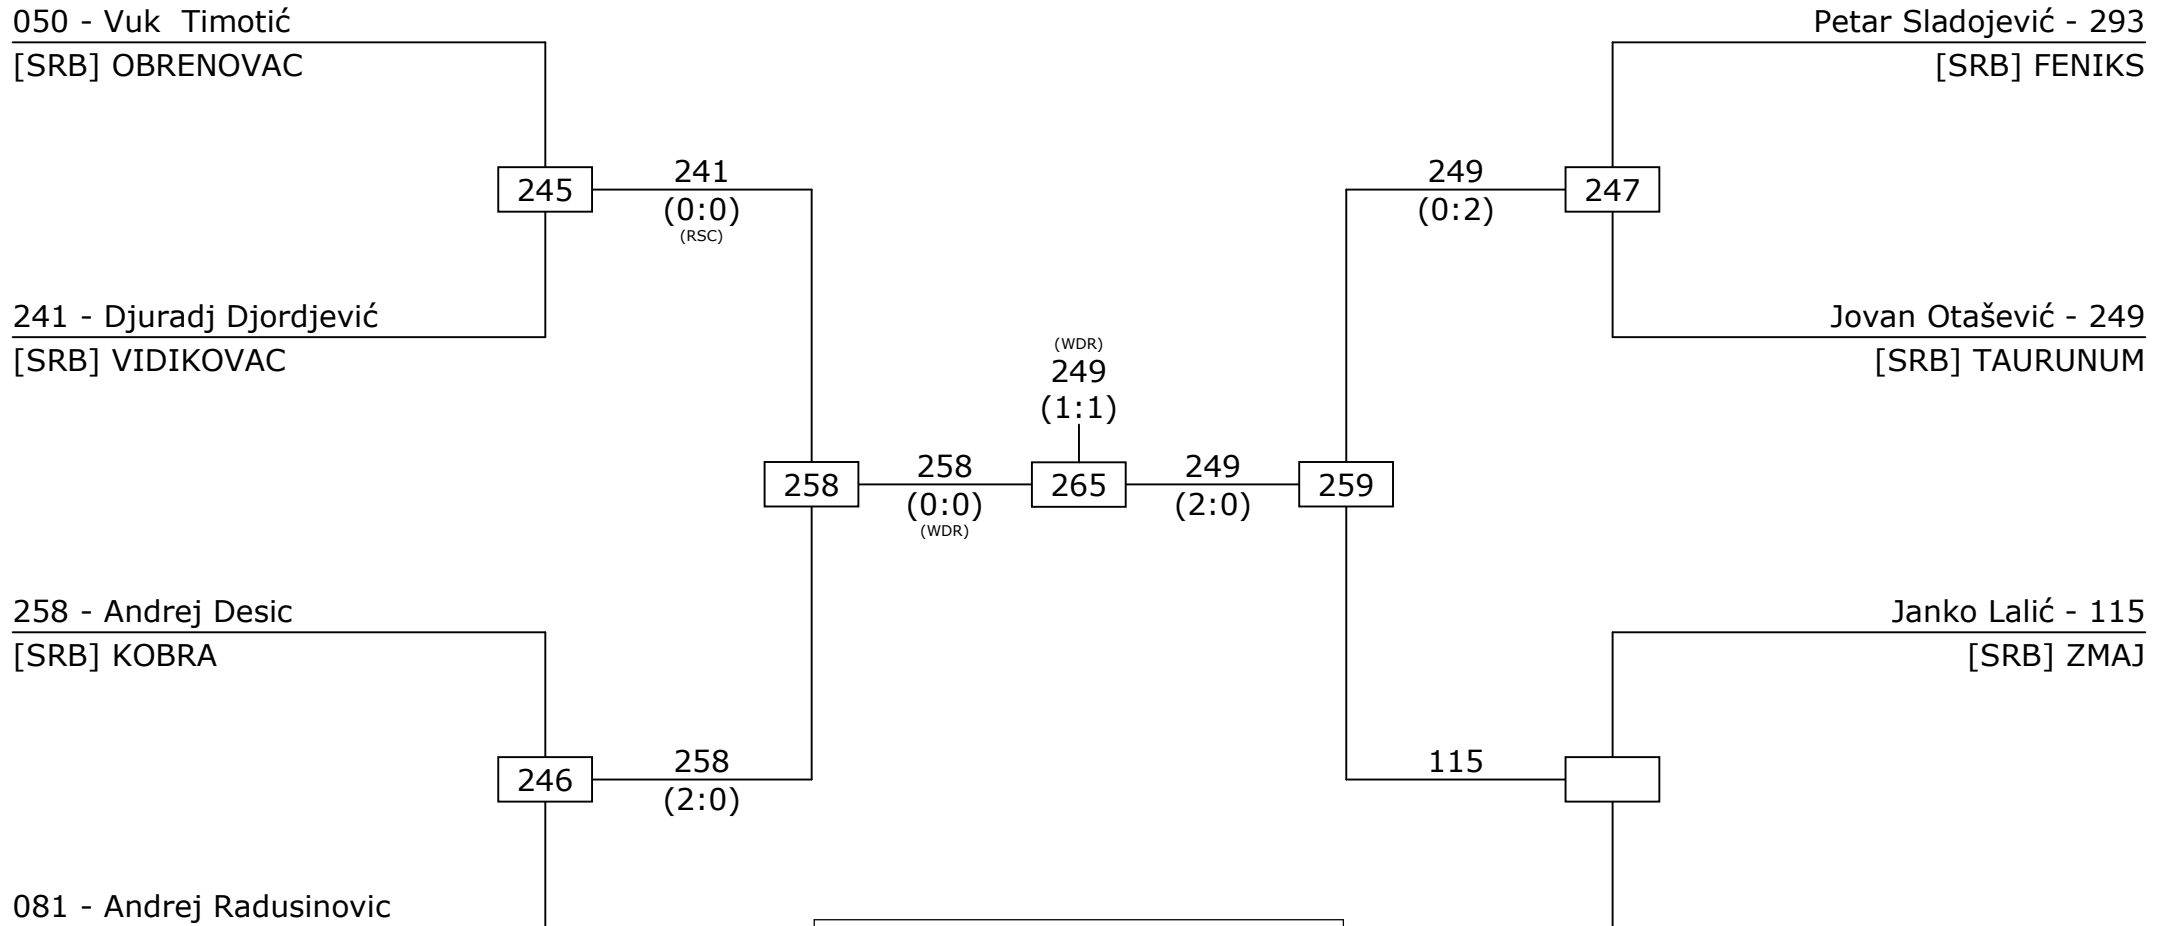 050 - Vuk  Timotić
[SRB] OBRENOVAC
Petar Sladojević - 293
[SRB] FENIKS
245
241
(0:0)
(RSC)
249
(0:2)
247
241 - Djuradj Djordjević
[SRB] VIDIKOVAC
Jovan Otašević - 249
[SRB] TAURUNUM
(WDR)
249
(1:1)
258
258
(0:0)
(WDR)
265
249
(2:0)
259
258 - Andrej Desic
[SRB] KOBRA
Janko Lalić - 115
[SRB] ZMAJ
246
258
(2:0)
115
081 - Andrej Radusinovic